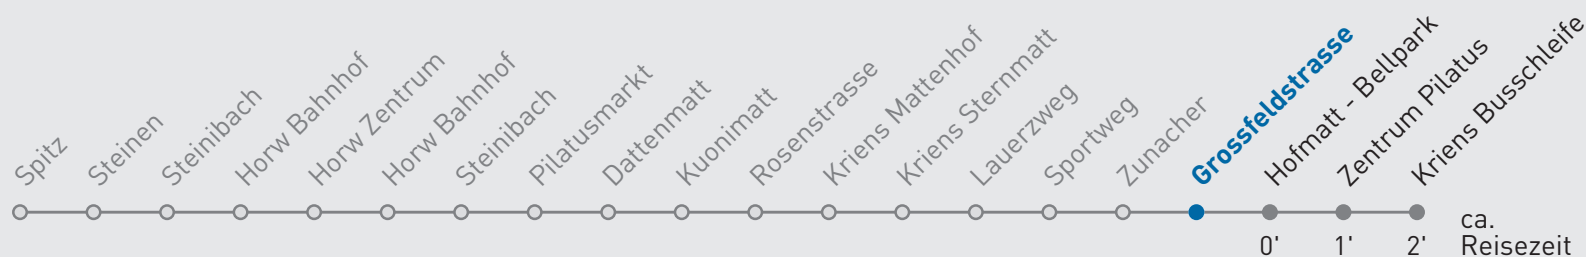 Spitz
Steinen
Steinibach
Horw Bahnhof
Horw Zentrum
Horw Bahnhof
Steinibach
Pilatusmarkt
Dattenmatt
Kuonimatt
Rosenstrasse
Kriens Mattenhof
Kriens Sternmatt
Lauerzweg
Sportweg
Zunacher
Grossfeldstrasse
Hofmatt - Bellpark
Zentrum Pilatus
Kriens Busschleife
0' 1' 2'
ca.
Reisezeit